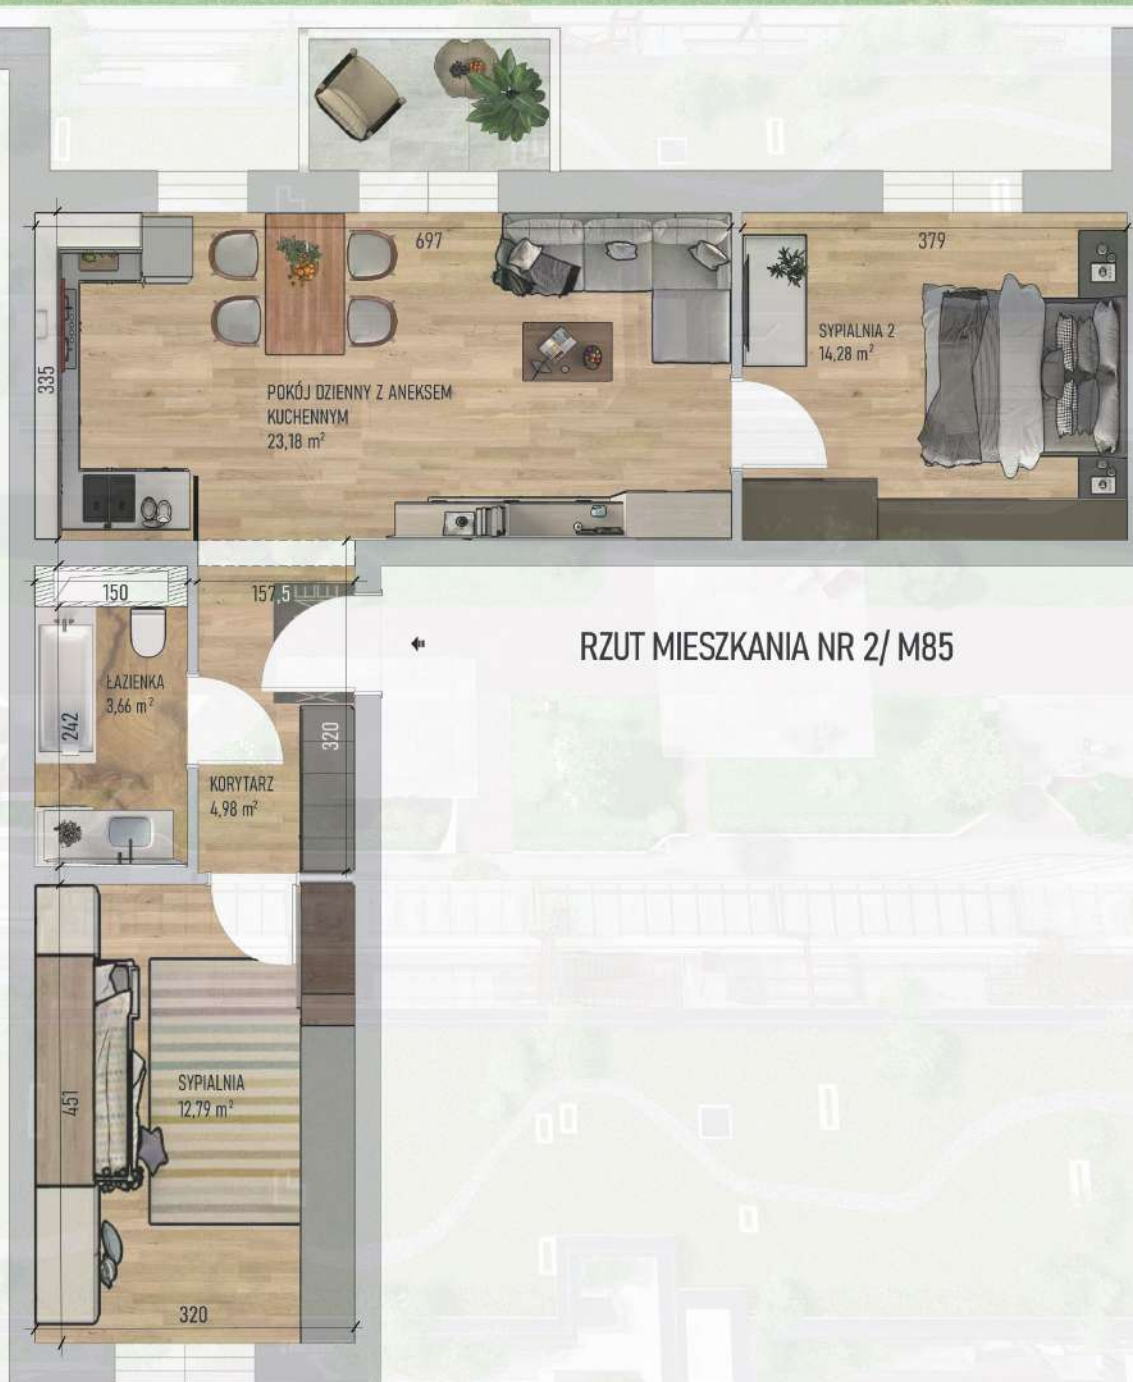 697
379
335
SYPIALNIA 2
14,28 m²
POKÓJ DZIENNY Z ANEKSEM
KUCHENNYM
23,18 m²
150
157,5
RZUT MIESZKANIA NR 2/ M85
ŁAZIENKA
3,66 m²
242
320
KORYTARZ
4,98 m²
SYPIALNIA
12,79 m²
451
320